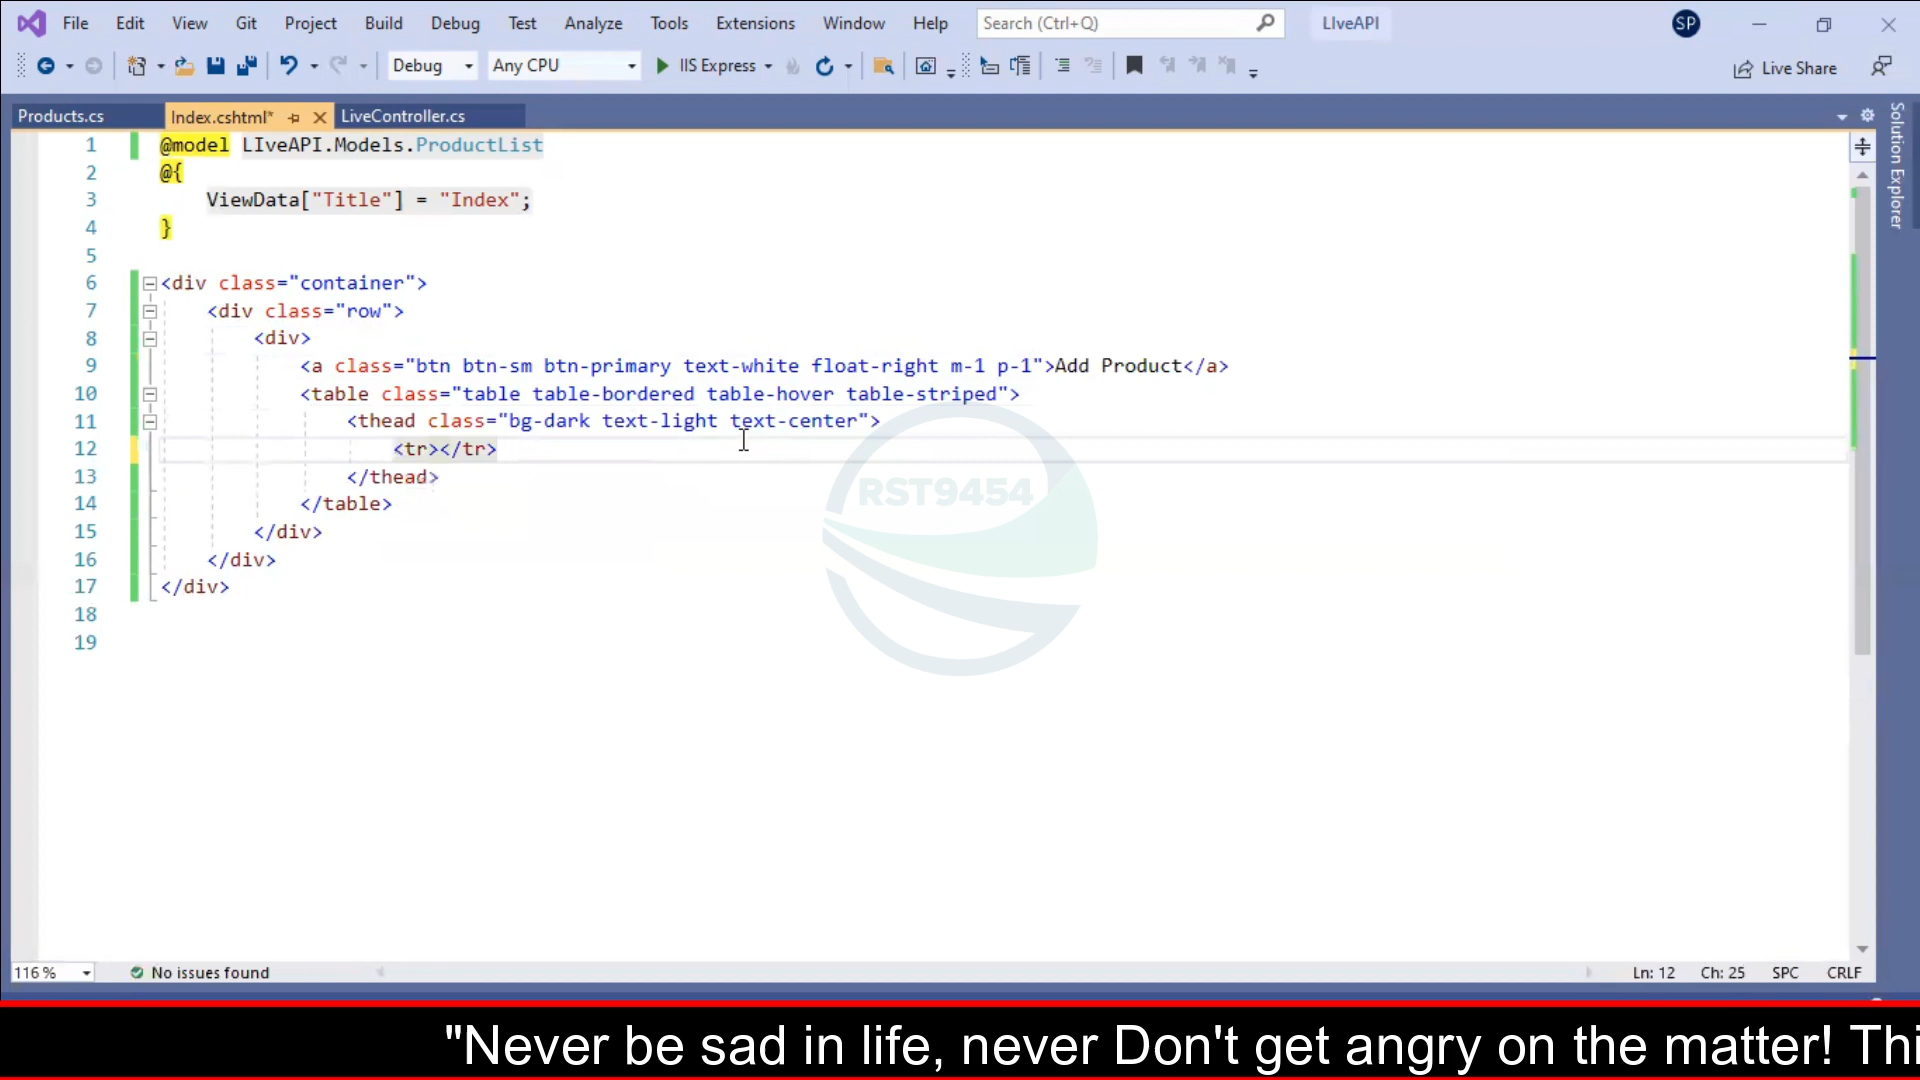 File Edit View Git Project Build Debug Test Analyze Tools Extensions Window Help Search (Ctrl+Q) LIveAPI SP
Debug Any CPU IIS Express Live Share
Products.cs Index.cshtml* LiveController.cs
Solution Explorer
1 @model LIveAPI.Models.ProductList
2 @{
3 ViewData["Title"] = "Index";
4 }
5
6 <div class="container">
7 <div class="row">
8 <div>
9 <a class="btn btn-sm btn-primary text-white float-right m-1 p-1">Add Product</a>
10 <table class="table table-bordered table-hover table-striped">
11 <thead class="bg-dark text-light text-center">
12 <tr></tr>
13 </thead>
14 </table>
15 </div>
16 </div>
17 </div>
18
19
RST9454
116 % No issues found Ln: 12 Ch: 25 SPC CRLF
"Never be sad in life, never Don't get angry on the matter! Thi